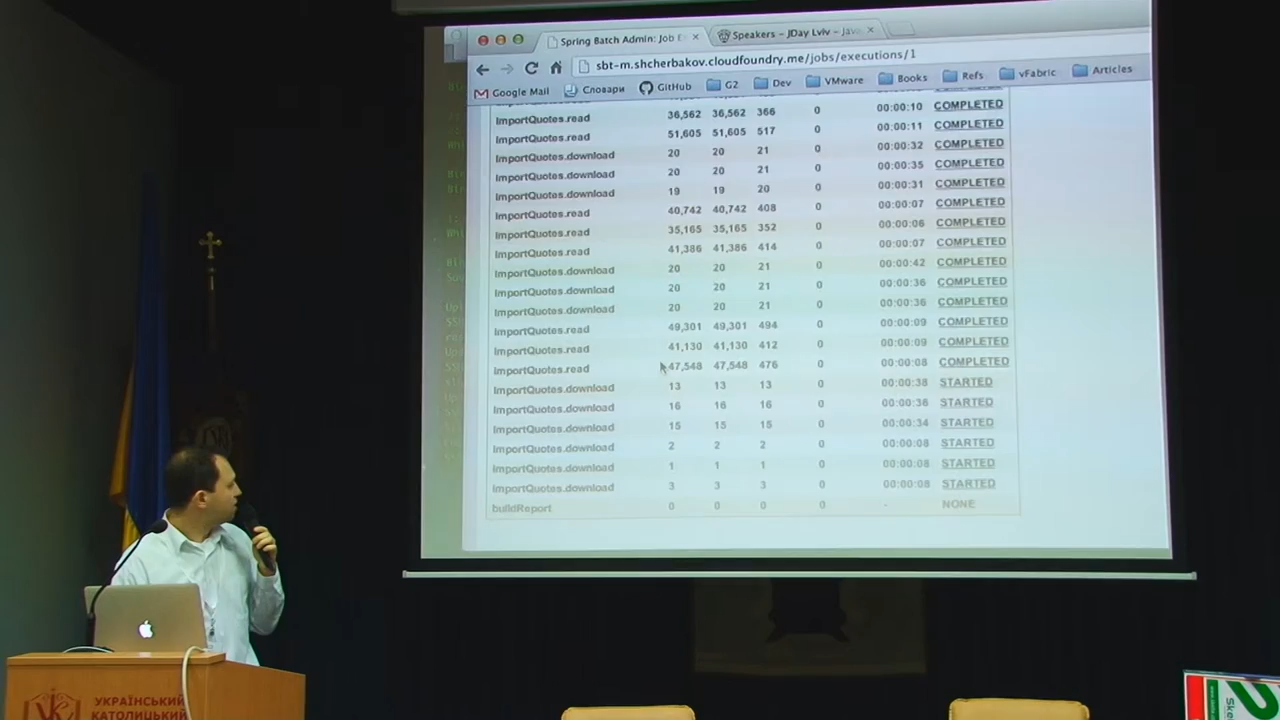 Spring Batch Admin: Job E
Speakers – JDay Lviv – Java
sbt-m.shcherbakov.cloudfoundry.me/jobs/executions/1
Google Mail Словари GitHub G2 Dev VMware Books Refs vFabric Articles
ImportQuotes.read 36,562 36,562 366 0 00:00:10 COMPLETED
ImportQuotes.read 51,605 51,605 517 0 00:00:11 COMPLETED
ImportQuotes.download 20 20 21 0 00:00:32 COMPLETED
ImportQuotes.download 20 20 21 0 00:00:35 COMPLETED
ImportQuotes.download 19 19 20 0 00:00:31 COMPLETED
ImportQuotes.read 40,742 40,742 408 0 00:00:07 COMPLETED
ImportQuotes.read 35,165 35,165 352 0 00:00:06 COMPLETED
ImportQuotes.read 41,386 41,386 414 0 00:00:07 COMPLETED
ImportQuotes.download 20 20 21 0 00:00:42 COMPLETED
ImportQuotes.download 20 20 21 0 00:00:36 COMPLETED
ImportQuotes.download 20 20 21 0 00:00:36 COMPLETED
ImportQuotes.read 49,301 49,301 494 0 00:00:09 COMPLETED
ImportQuotes.read 41,130 41,130 412 0 00:00:09 COMPLETED
ImportQuotes.read 47,548 47,548 476 0 00:00:08 COMPLETED
ImportQuotes.download 13 13 13 0 00:00:38 STARTED
ImportQuotes.download 16 16 16 0 00:00:36 STARTED
ImportQuotes.download 15 15 15 0 00:00:34 STARTED
ImportQuotes.download 2 2 2 0 00:00:08 STARTED
ImportQuotes.download 1 1 1 0 00:00:08 STARTED
ImportQuotes.download 3 3 3 0 00:00:08 STARTED
buildReport 0 0 0 0 - NONE
УКРАЇНСЬКИЙ
КАТОЛИЦЬКИЙ